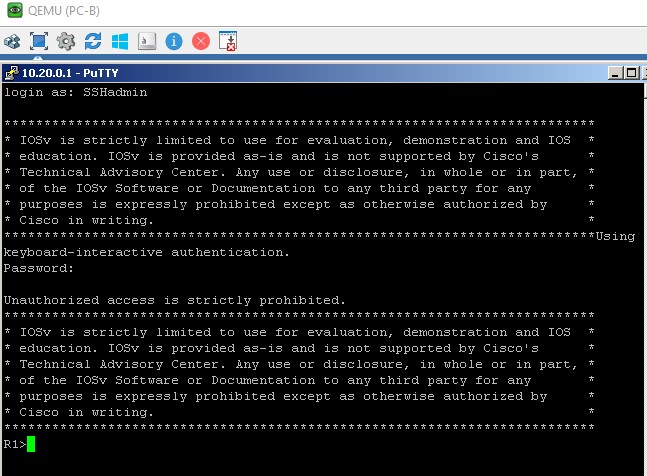 QEMU (PC-B)
10.20.0.1 - PuTTY
login as: SSHadmin
**************************************************************************
* IOSv is strictly limited to use for evaluation, demonstration and IOS  *
* education. IOSv is provided as-is and is not supported by Cisco's      *
* Technical Advisory Center. Any use or disclosure, in whole or in part, *
* of the IOSv Software or Documentation to any third party for any       *
* purposes is expressly prohibited except as otherwise authorized by     *
* Cisco in writing.                                                      *
**************************************************************************Using
keyboard-interactive authentication.
Password:
Unauthorized access is strictly prohibited.
**************************************************************************
* IOSv is strictly limited to use for evaluation, demonstration and IOS  *
* education. IOSv is provided as-is and is not supported by Cisco's      *
* Technical Advisory Center. Any use or disclosure, in whole or in part, *
* of the IOSv Software or Documentation to any third party for any       *
* purposes is expressly prohibited except as otherwise authorized by     *
* Cisco in writing.                                                      *
**************************************************************************
R1>